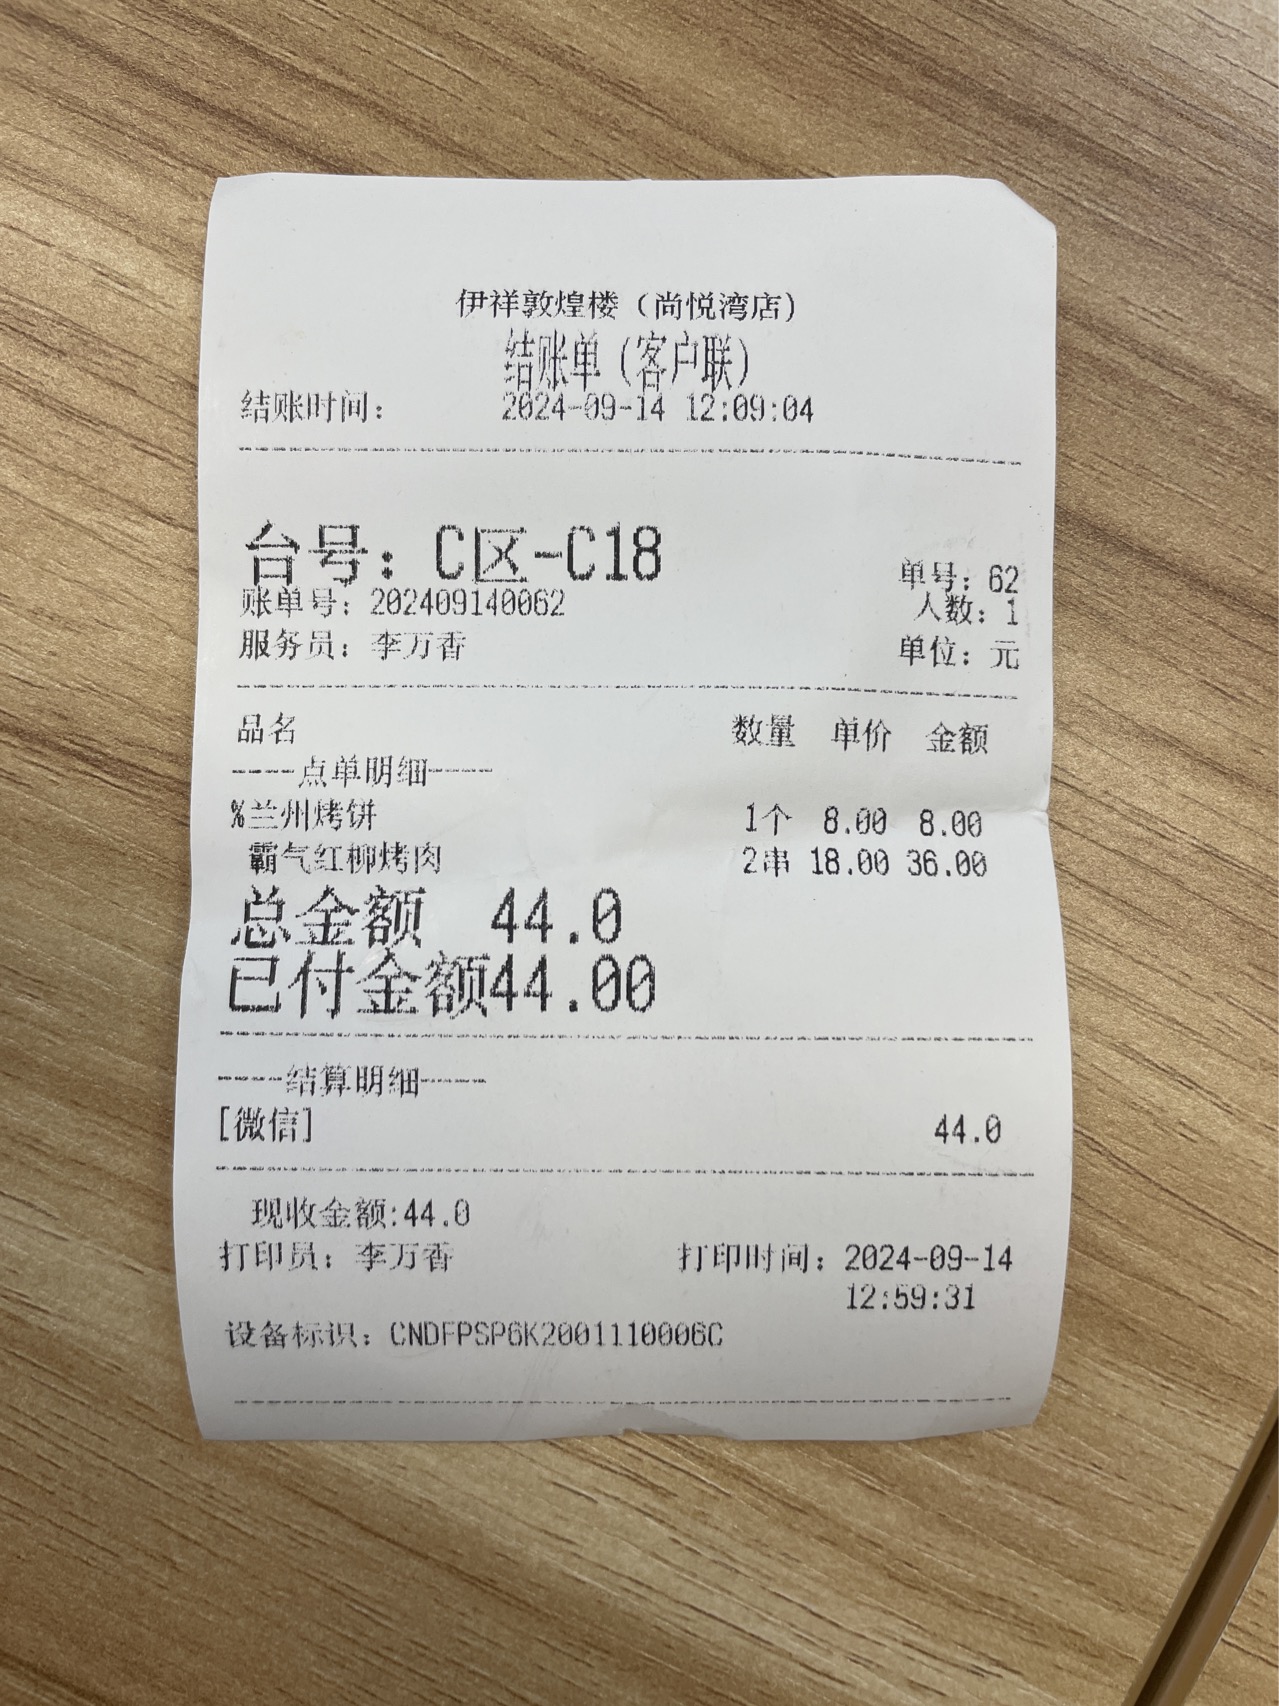 伊祥敦煌楼（尚悦湾店）
结账单（客户联）
结账时间： 2024-09-14 12:09:04
台号：C区-C18
单号：62
账单号：202409140062 人数：1
服务员：李万香 单位：元
品名 数量 单价 金额
----点单明细----
%兰州烤饼 1个 8.00 8.00
霸气红柳烤肉 2串 18.00 36.00
总金额 44.0
已付金额44.00
----结算明细----
[微信] 44.0
现收金额:44.0
打印员：李万香 打印时间：2024-09-14
12:59:31
设备标识：CNDFPSP6K2001110006C